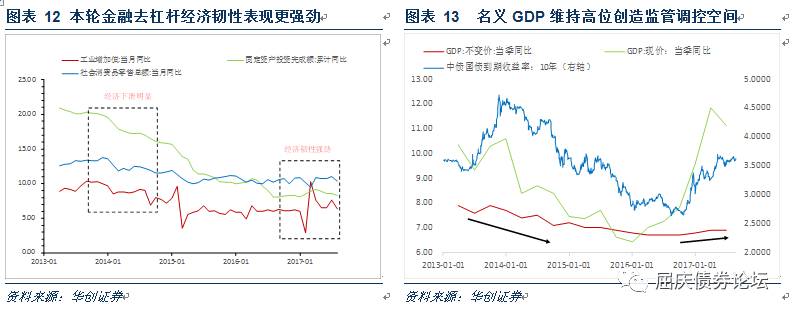 图表 12 本轮金融去杠杆经济韧性表现更强劲
工业增加值:当月同比
固定资产投资完成额:累计同比
社会消费品零售总额:当月同比
25.00
20.00
15.00
10.00
5.00
0.00
经济下滑明显
经济韧性强劲
2013-01
2014-01
2015-01
2016-01
2017-01
资料来源:华创证券
图表 13 名义 GDP 维持高位创造监管调控空间
GDP:不变价:当季同比
GDP:现价:当季同比
中债国债到期收益率:10年(右轴)
13.00
12.00
11.00
10.00
9.00
8.00
7.00
6.00
5.0000
4.5000
4.0000
3.5000
3.0000
2.5000
2.0000
2013-01-01
2014-01-01
2015-01-01
2016-01-01
2017-01-01
资料来源:华创证券
屈庆债券论坛